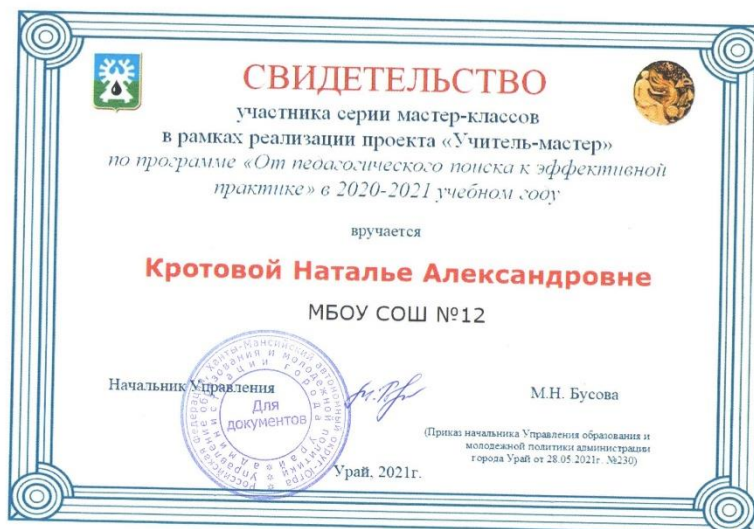 СВИДЕТЕЛЬСТВО
участника серии мастер-классов
в рамках реализации проекта «Учитель-мастер»
по программе «От педагогического поиска к эффективной
практике» в 2020-2021 учебном году
вручается
Кротовой Наталье Александровне
МБОУ СОШ №12
Начальник Управления
М.Н. Бусова
Для
документов
(Приказ начальника Управления образования и
молодежной политики администрации
города Урай от 28.05.2021г. №230)
Урай, 2021г.